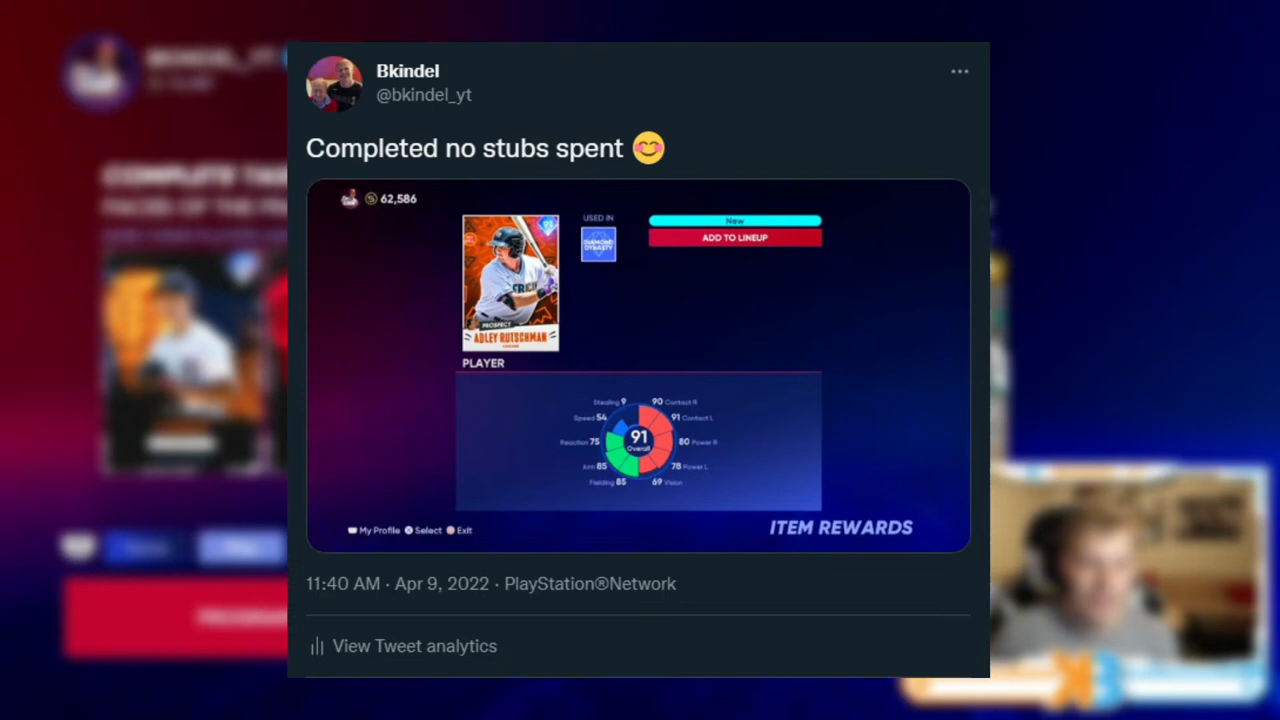 Bkindel
@bkindel_yt
Completed no stubs spent 😊
62,586
USED IN
DIAMOND
DYNASTY
New
ADD TO LINEUP
PROSPECT
ADLEY RUTSCHMAN
PLAYER
Stealing 9
90 Contact R
Speed 54
91 Contact L
Reaction 75
91
Overall
80 Power R
Arm 85
78 Power L
Fielding 85
69 Vision
My Profile Select Exit
ITEM REWARDS
11:40 AM · Apr 9, 2022 · PlayStation®Network
View Tweet analytics